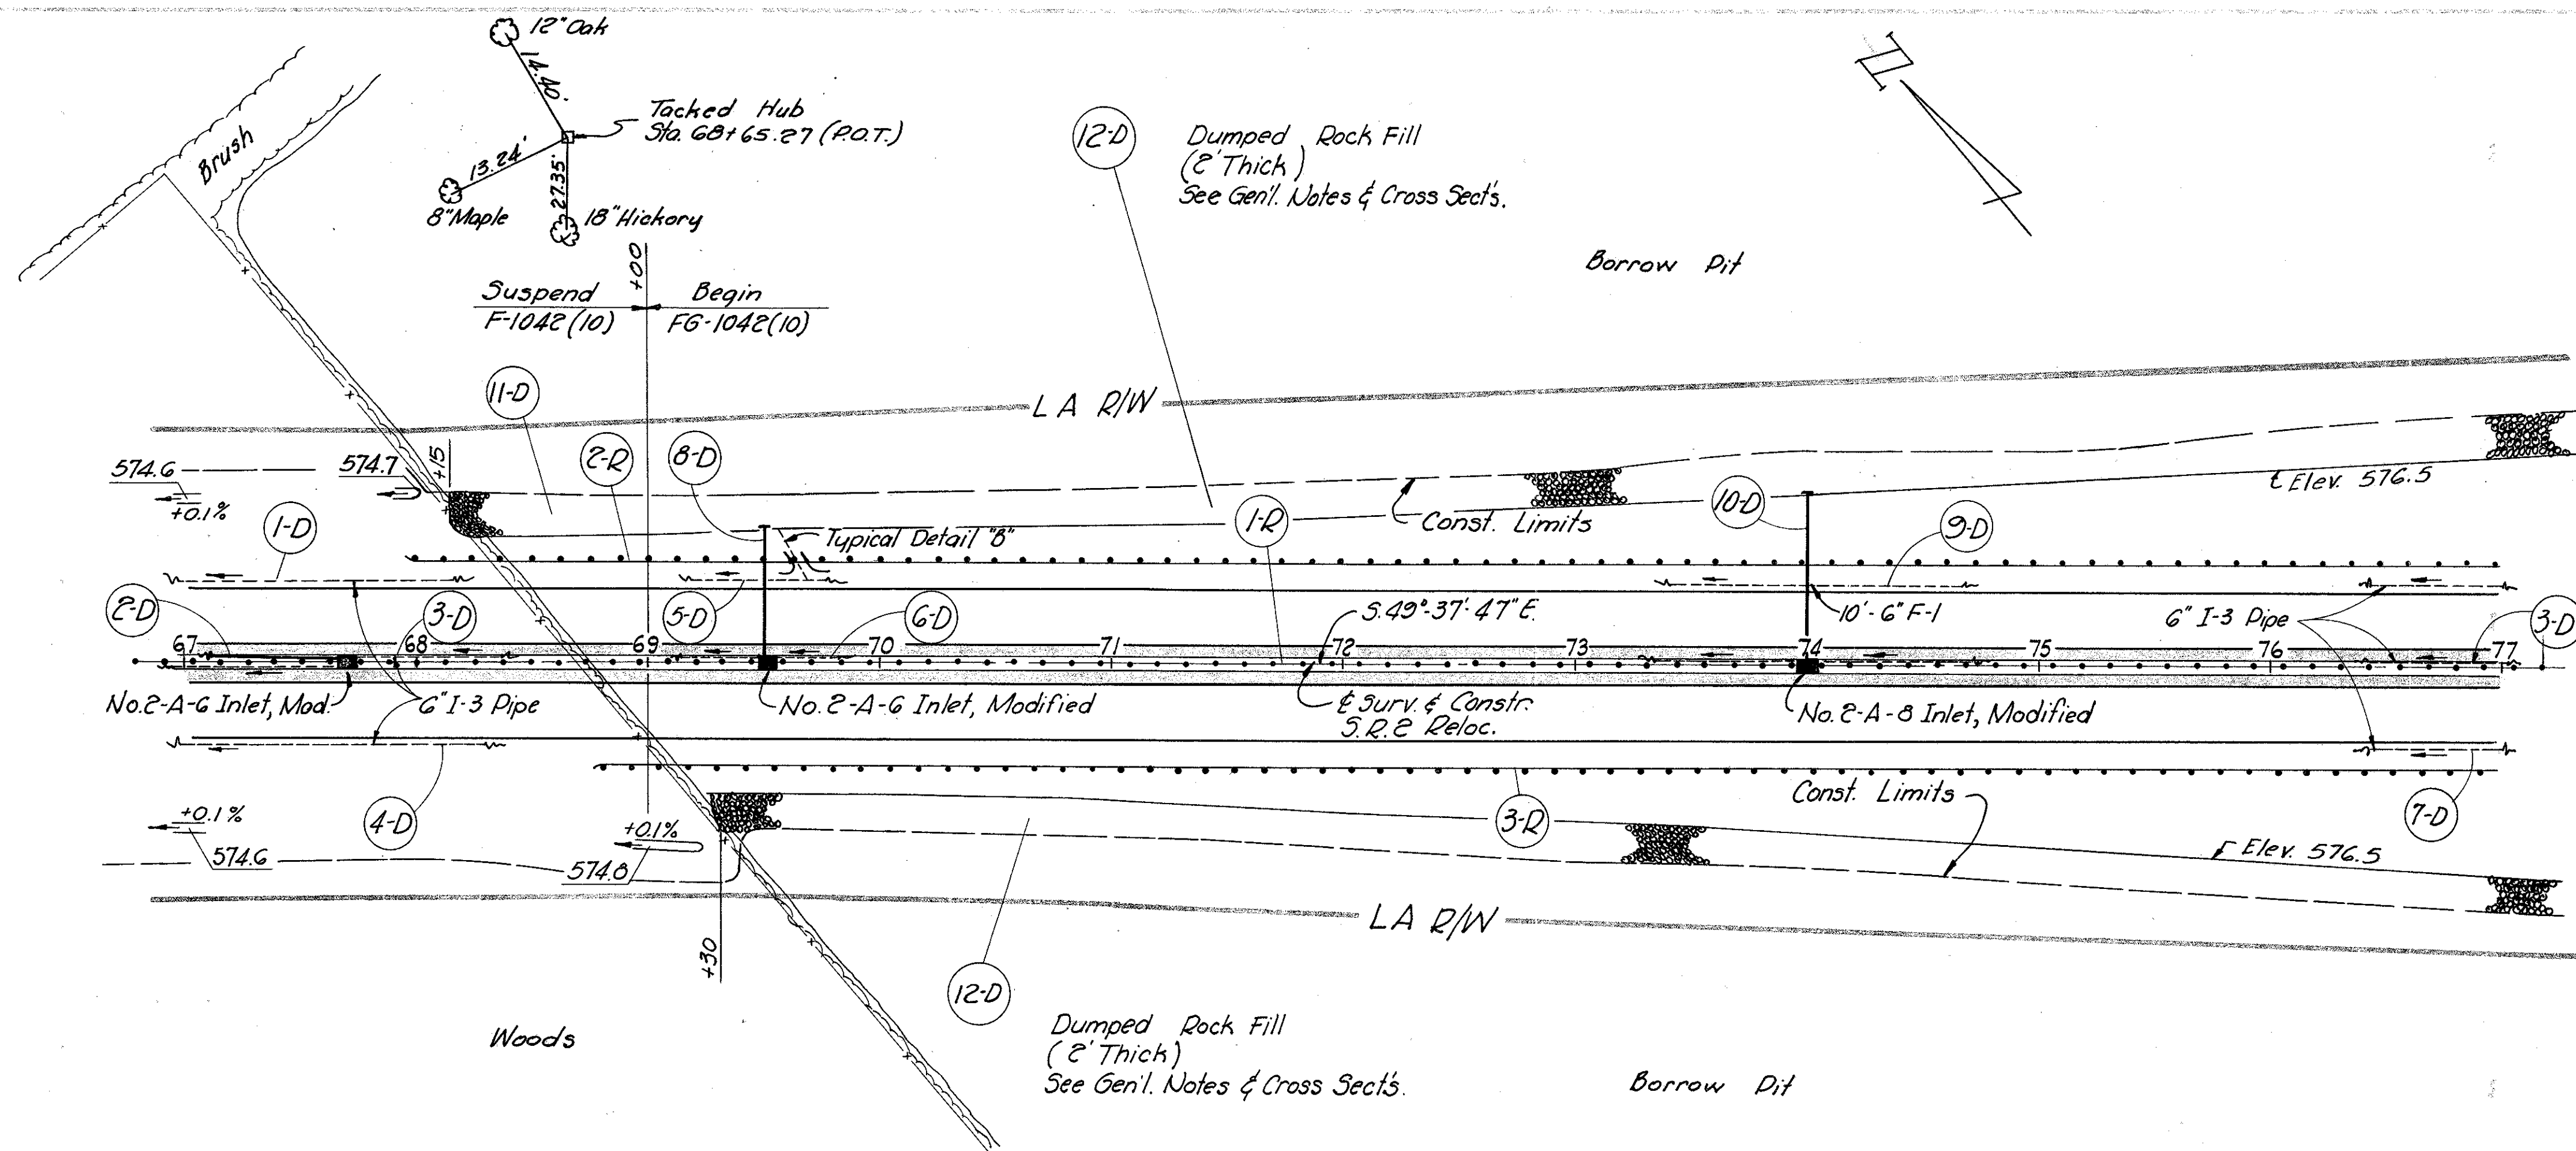 12" Oak
14.40'
Tacked Hub
Sta. 68+65.27 (P.O.T.)
13.24'
27.35'
8" Maple
18" Hickory
Brush
12-D
Dumped Rock Fill
(2' Thick)
See Gen'l. Notes & Cross Sect's.
N
Borrow Pit
+00
Suspend
F-1042(10)
Begin
FG-1042(10)
11-D
LA R/W
2-R
8-D
574.6
574.7
+15
+0.1%
1-D
Typical Detail "B"
1-R
Const. Limits
10-D
9-D
Elev. 576.5
2-D
3-D
5-D
6-D
S.49°-37'-47"E.
10'-6" F-1
6" I-3 Pipe
3-D
67
68
69
70
71
72
73
74
75
76
77
No.2-A-6 Inlet, Mod.
6" I-3 Pipe
No. 2-A-6 Inlet, Modified
℄ Surv. & Constr.
S.R.2 Reloc.
No. 2-A-8 Inlet, Modified
4-D
3-R
Const. Limits
7-D
+0.1%
574.6
+0.1%
574.8
Elev. 576.5
LA R/W
+30
12-D
Dumped Rock Fill
(2' Thick)
See Gen'l. Notes & Cross Sect's.
Woods
Borrow Pit